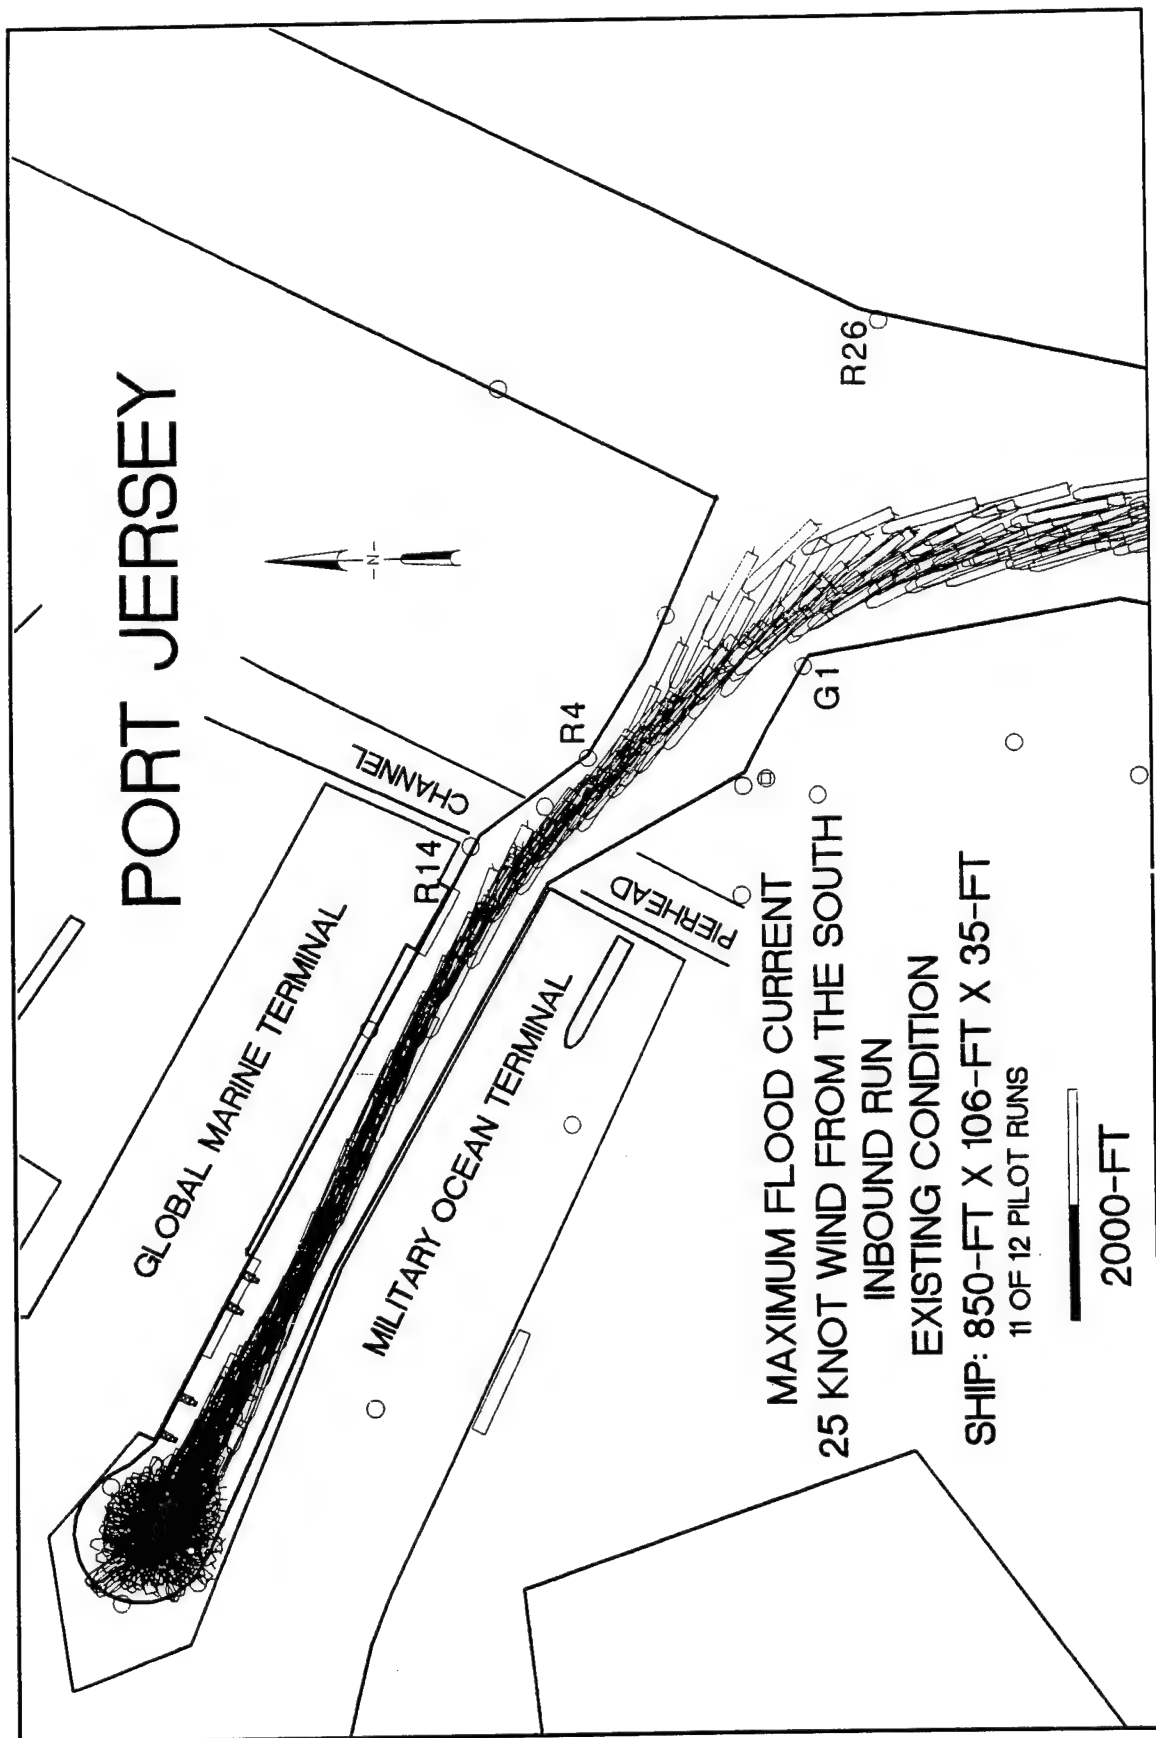 PORT JERSEY
-N-
GLOBAL MARINE TERMINAL
R14
CHANNEL
R4
R26
MILITARY OCEAN TERMINAL
PIERHEAD
G1
MAXIMUM FLOOD CURRENT
25 KNOT WIND FROM THE SOUTH
INBOUND RUN
EXISTING CONDITION
SHIP: 850-FT X 106-FT X 35-FT
11 OF 12 PILOT RUNS
2000-FT